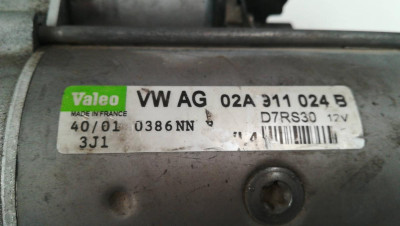 Valeo VW AG 02A 911 024 B
MADE IN FRANCE D7RS30 12V
40/01 0386NN
3J1